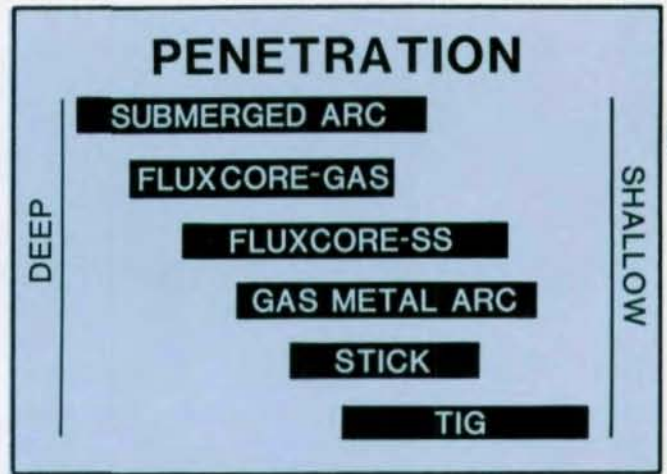 PENETRATION
SUBMERGED ARC
FLUXCORE-GAS
FLUXCORE-SS
GAS METAL ARC
STICK
TIG
DEEP
SHALLOW